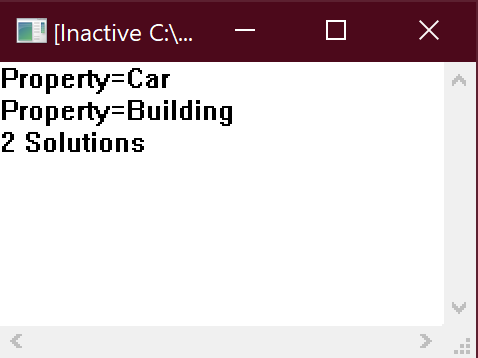 [Inactive C:\...
Property=Car
Property=Building
2 Solutions